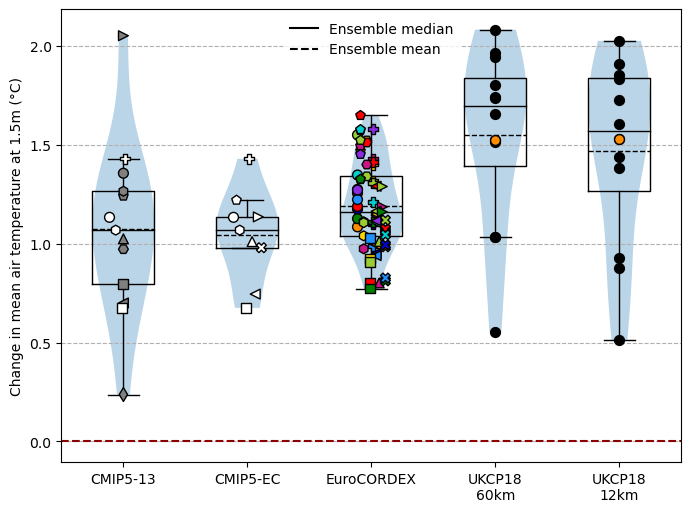 Ensemble median
Ensemble mean
Change in mean air temperature at 1.5m (°C)
2.0
1.5
1.0
0.5
0.0
CMIP5-13
CMIP5-EC
EuroCORDEX
UKCP18
60km
UKCP18
12km